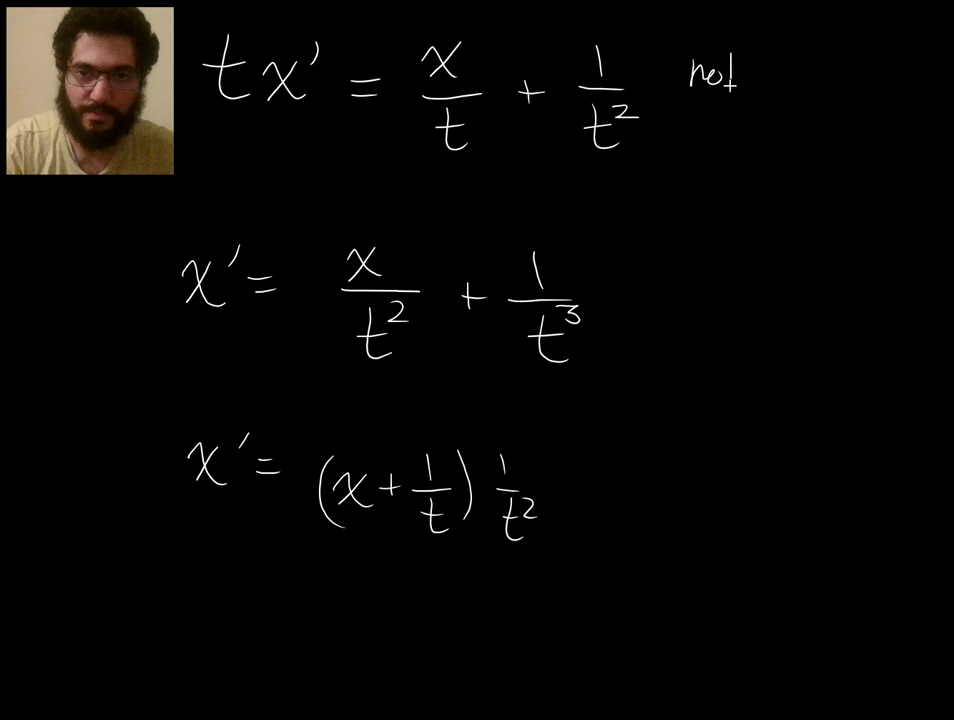 tx' = x/t + 1/t² not
x' = x/t² + 1/t³
x' = (x + 1/t) 1/t²